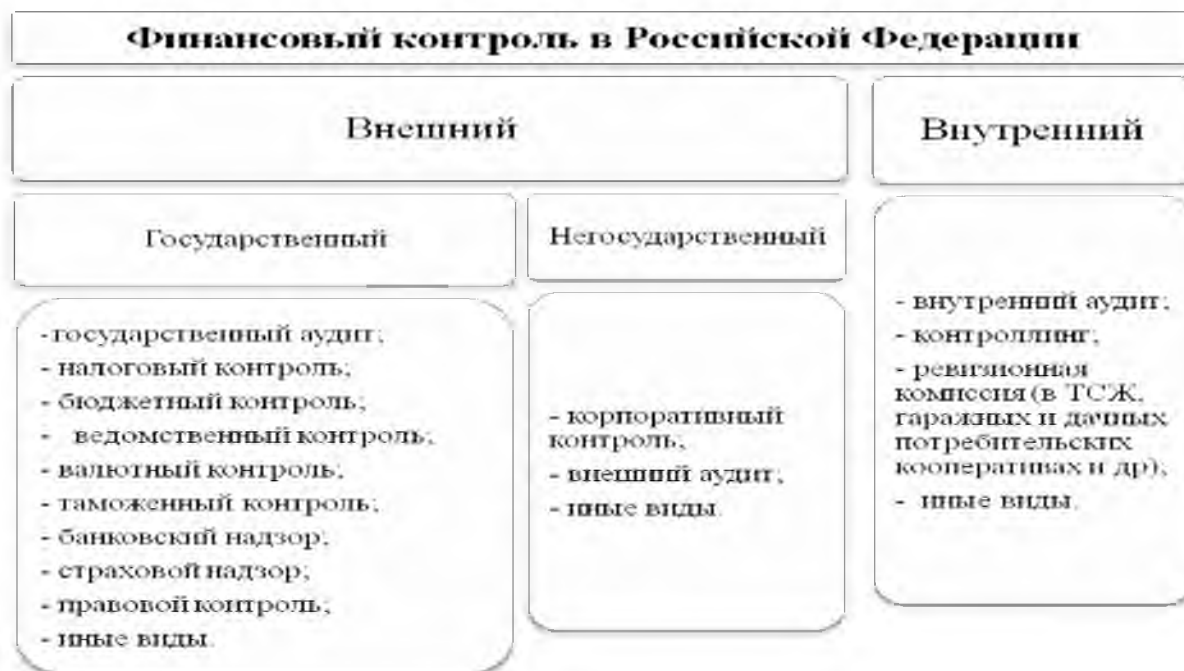 Финансовый контроль в Российской Федерации
Внешний
Внутренний
Государственный
Негосударственный
-государственный аудит;
- налоговый контроль;
- бюджетный контроль;
- ведомственный контроль;
- валютный контроль;
- таможенный контроль;
- банковский надзор;
- страховой надзор;
- правовой контроль;
- иные виды.
- корпоративный
контроль;
- внешний аудит;
- иные виды.
- внутренний аудит;
- контроллинг;
- ревизионная
комиссия (в ТСЖ,
гаражных и дачных
потребительских
кооперативах и др);
- иные виды.